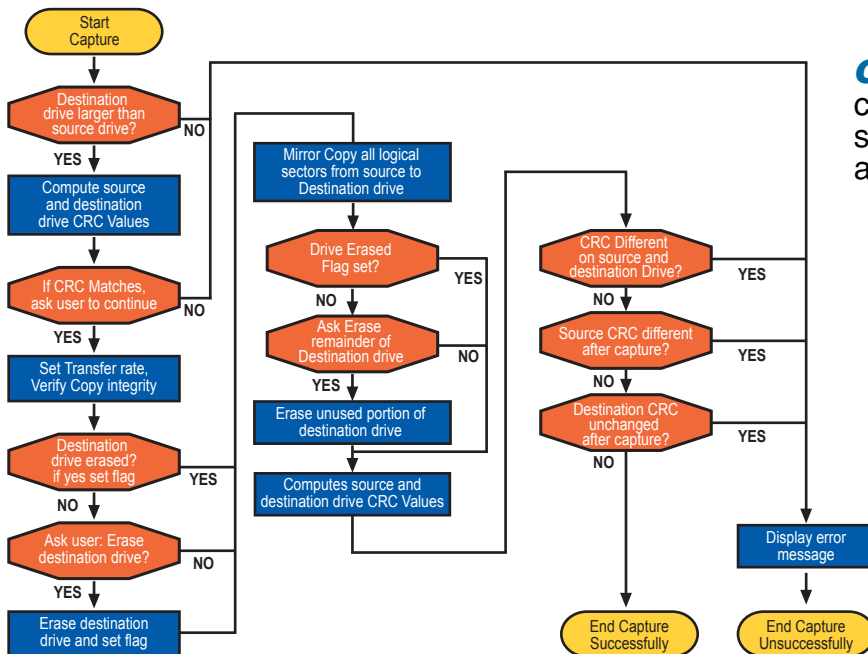 Start
Capture
Destination
drive larger than
source drive?
NO
YES
Compute source
and destination
drive CRC Values
If CRC Matches,
ask user to continue
NO
YES
Set Transfer rate,
Verify Copy integrity
Destination
drive erased?
if yes set flag
YES
NO
Ask user: Erase
destination drive?
NO
YES
Erase destination
drive and set flag
Mirror Copy all logical
sectors from source to
Destination drive
Drive Erased
Flag set?
YES
NO
Ask Erase
remainder of
Destination drive
NO
YES
Erase unused portion of
destination drive
Computes source and
destination drive CRC Values
CRC Different
on source and
destination Drive?
YES
NO
Source CRC different
after capture?
YES
NO
Destination CRC
unchanged
after capture?
YES
NO
End Capture
Successfully
Display error
message
End Capture
Unsuccessfully